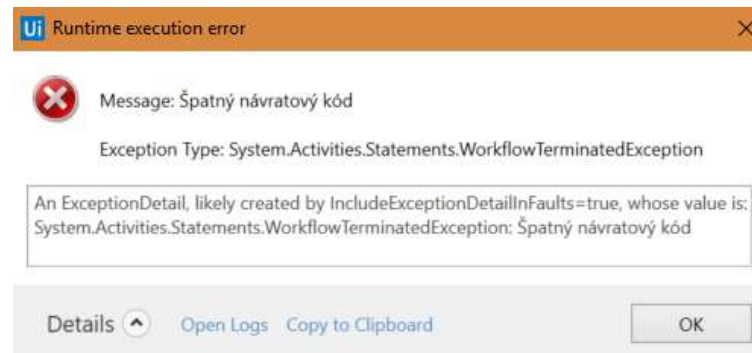 Ui Runtime execution error
Message: Špatný návratový kód
Exception Type: System.Activities.Statements.WorkflowTerminatedException
An ExceptionDetail, likely created by IncludeExceptionDetailInFaults=true, whose value is:
System.Activities.Statements.WorkflowTerminatedException: Špatný návratový kód
Details Open Logs Copy to Clipboard OK